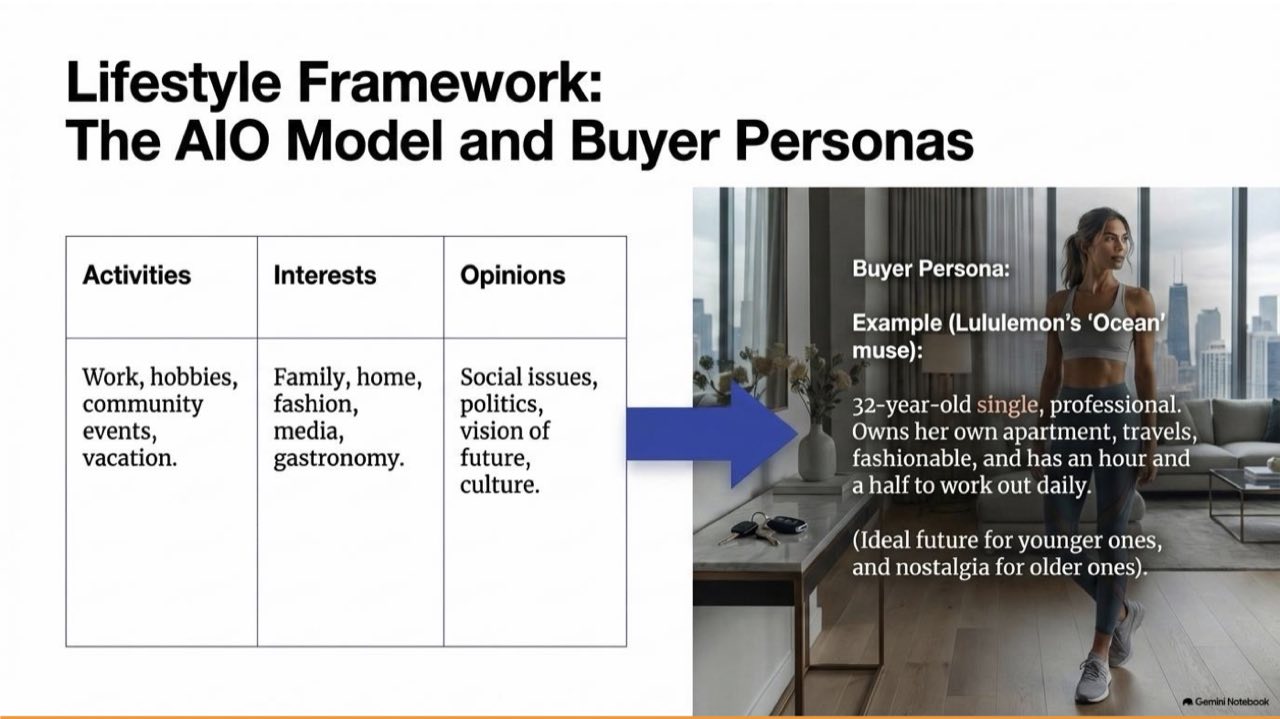 Lifestyle Framework:
The AIO Model and Buyer Personas
Activities
Interests
Opinions
Work, hobbies,
community
events,
vacation.
Family, home,
fashion,
media,
gastronomy.
Social issues,
politics,
vision of
future,
culture.
Buyer Persona:
Example (Lululemon's ‘Ocean’
muse):
32-year-old single, professional.
Owns her own apartment, travels,
fashionable, and has an hour and
a half to work out daily.
(Ideal future for younger ones,
and nostalgia for older ones).
Gemini Notebook